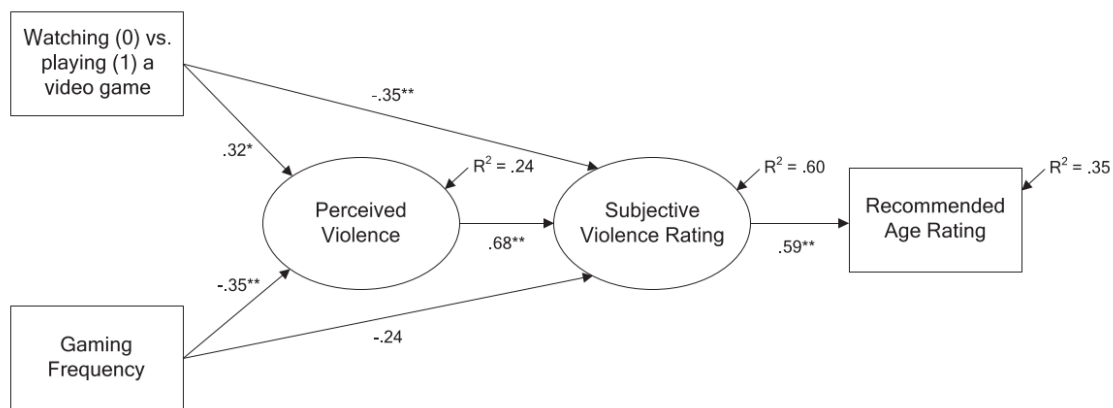 Watching (0) vs.
playing (1) a
video game
-.35**
.32*
R² = .24
R² = .60
R² = .35
Perceived
Violence
Subjective
Violence Rating
Recommended
Age Rating
.68**
.59**
-.35**
-.24
Gaming
Frequency